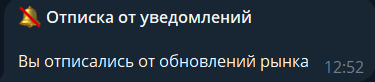 Отписка от уведомлений
Вы отписались от обновлений рынка
12:52